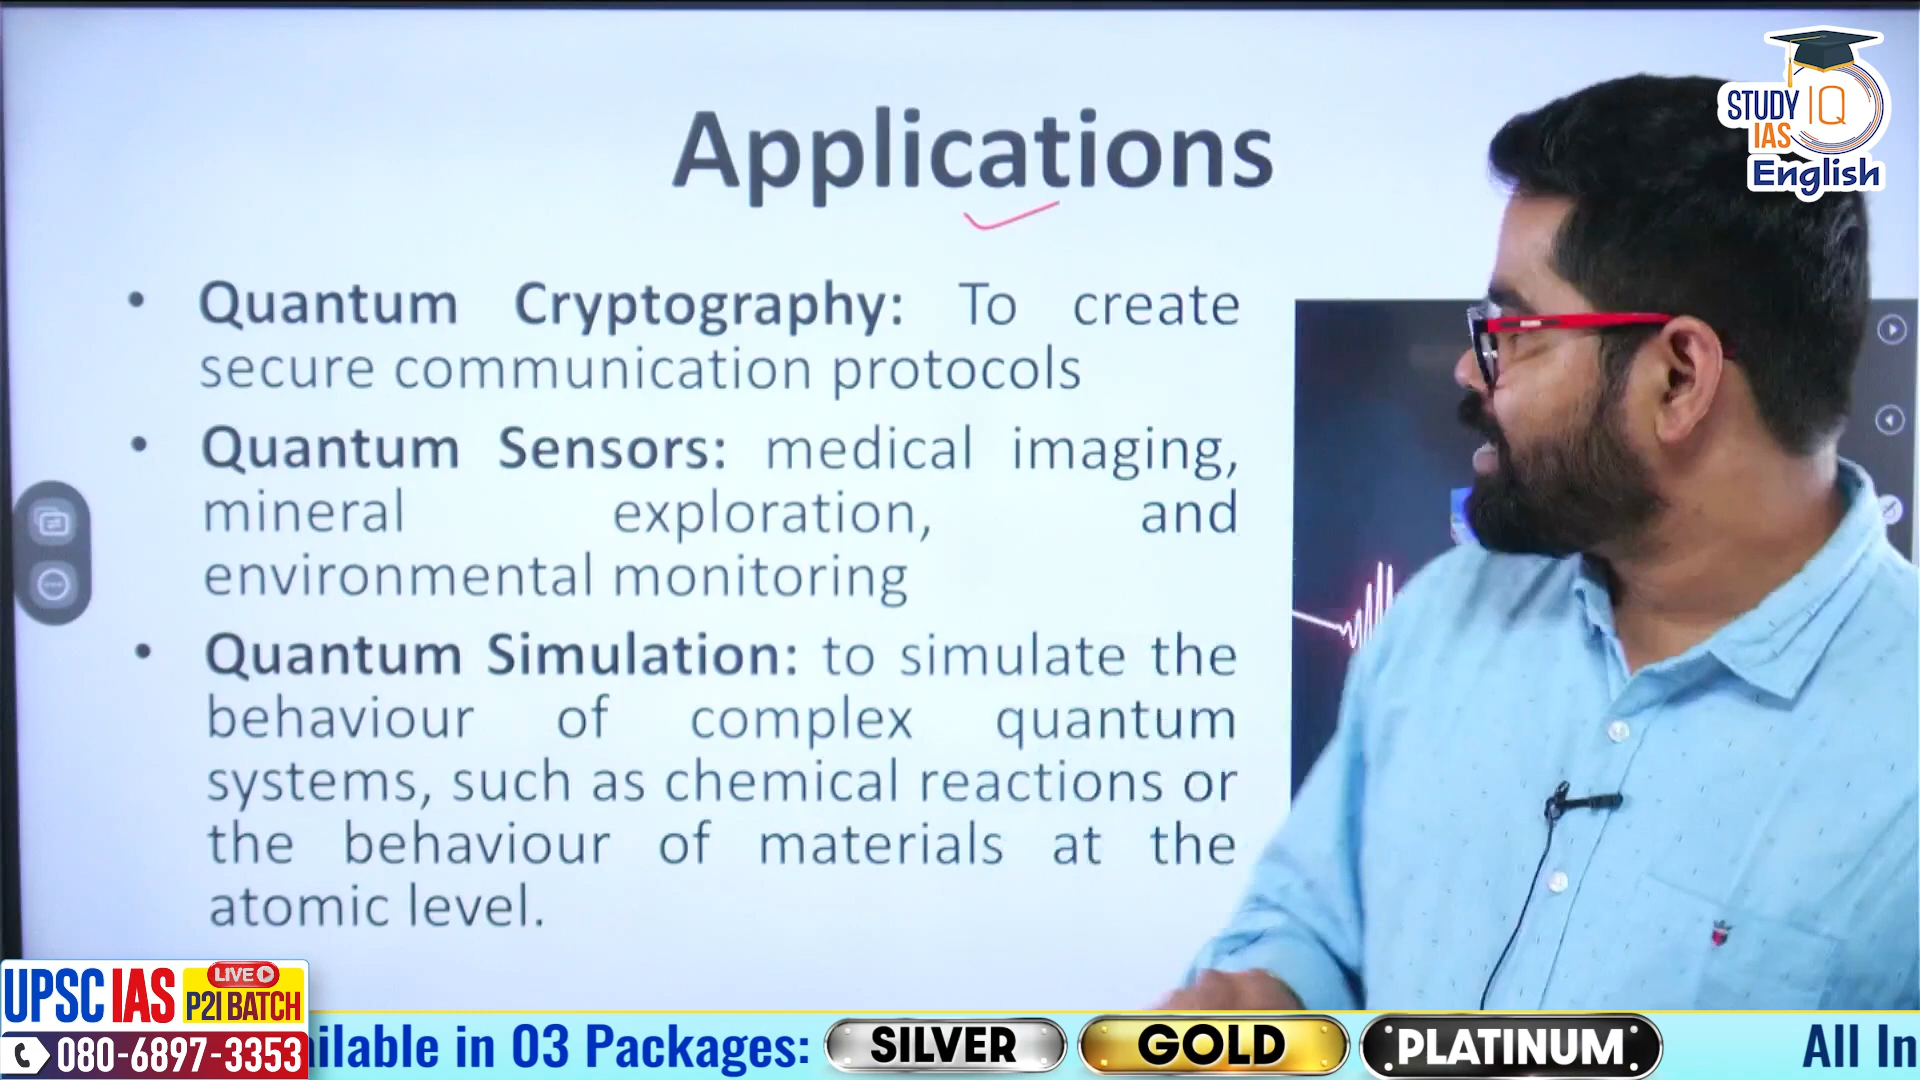 Applications
• Quantum Cryptography: To create
secure communication protocols
• Quantum Sensors: medical imaging,
mineral exploration, and
environmental monitoring
• Quantum Simulation: to simulate the
behaviour of complex quantum
systems, such as chemical reactions or
the behaviour of materials at the
atomic level.
STUDY IQ
IAS
English
UPSC IAS
LIVE
P2I BATCH
080-6897-3353
ilable in 03 Packages: SILVER GOLD PLATINUM All In